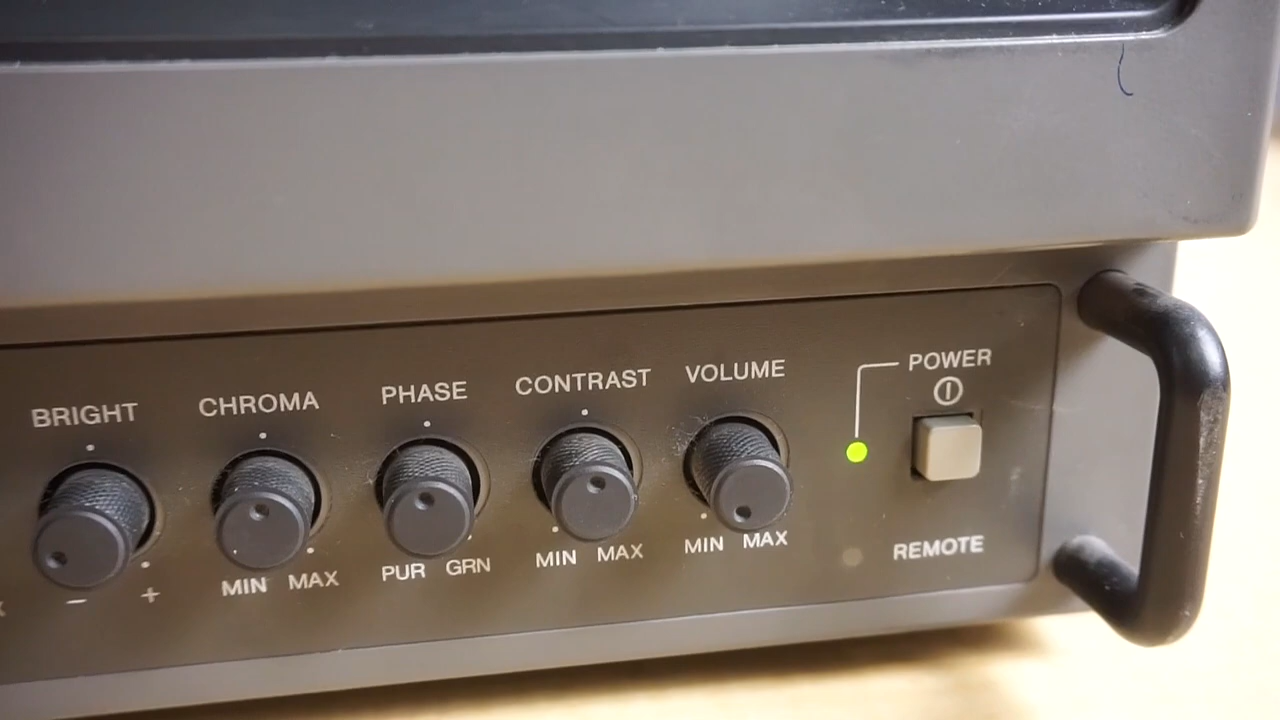 BRIGHT
CHROMA
PHASE
CONTRAST
VOLUME
POWER
− +
MIN MAX
PUR GRN
MIN MAX
MIN MAX
REMOTE